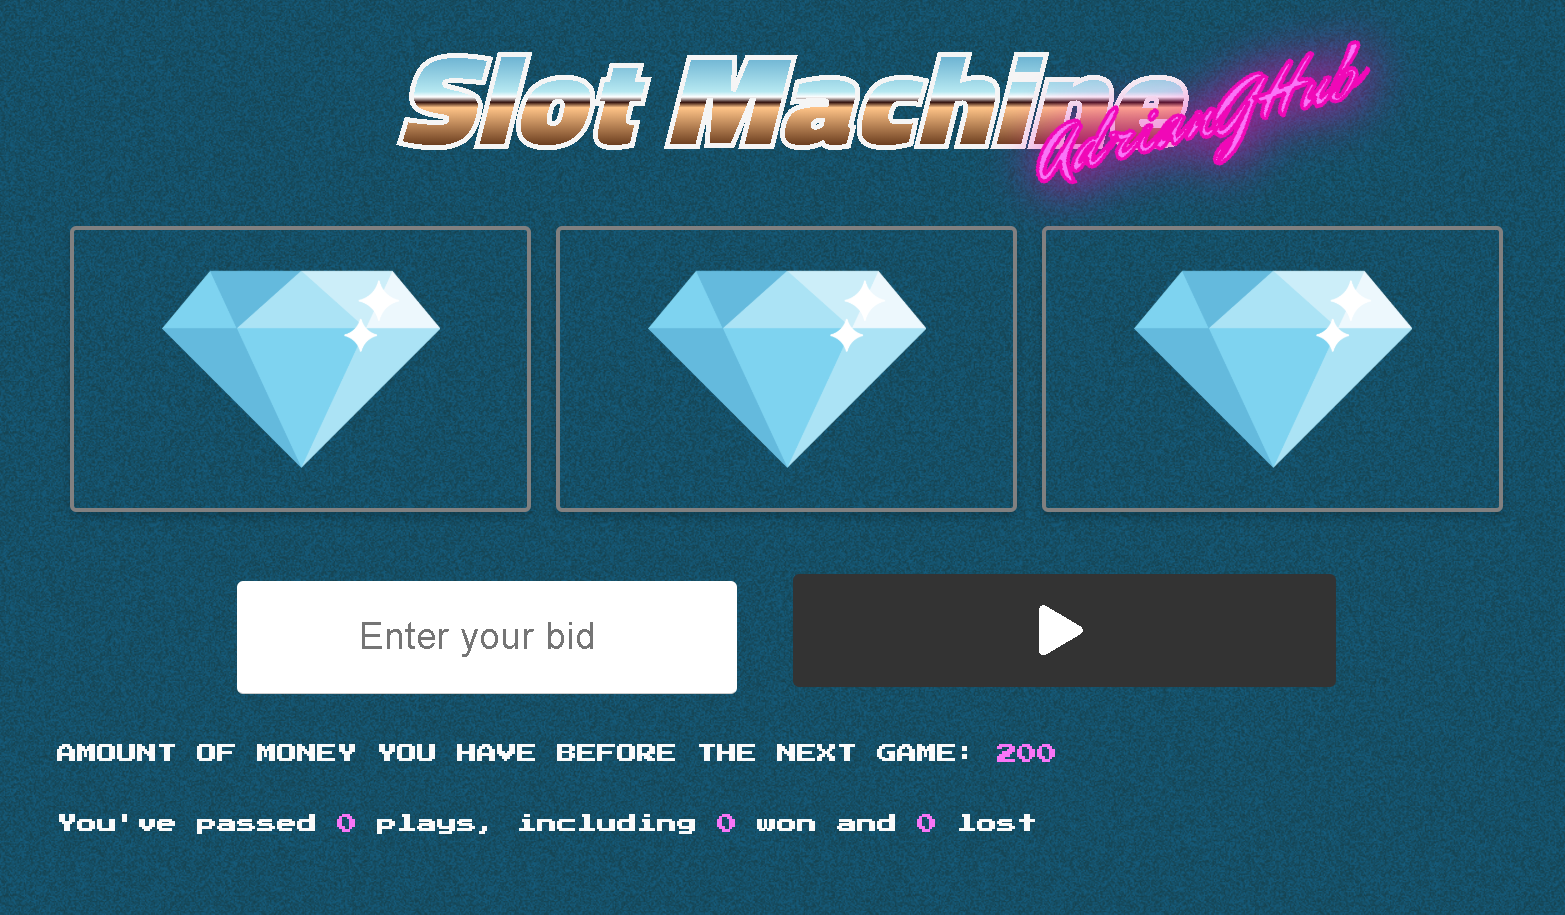 Slot Machine
AdrianGHub
Enter your bid
AMOUNT OF MONEY YOU HAVE BEFORE THE NEXT GAME: 200
You've passed 0 plays, including 0 won and 0 lost